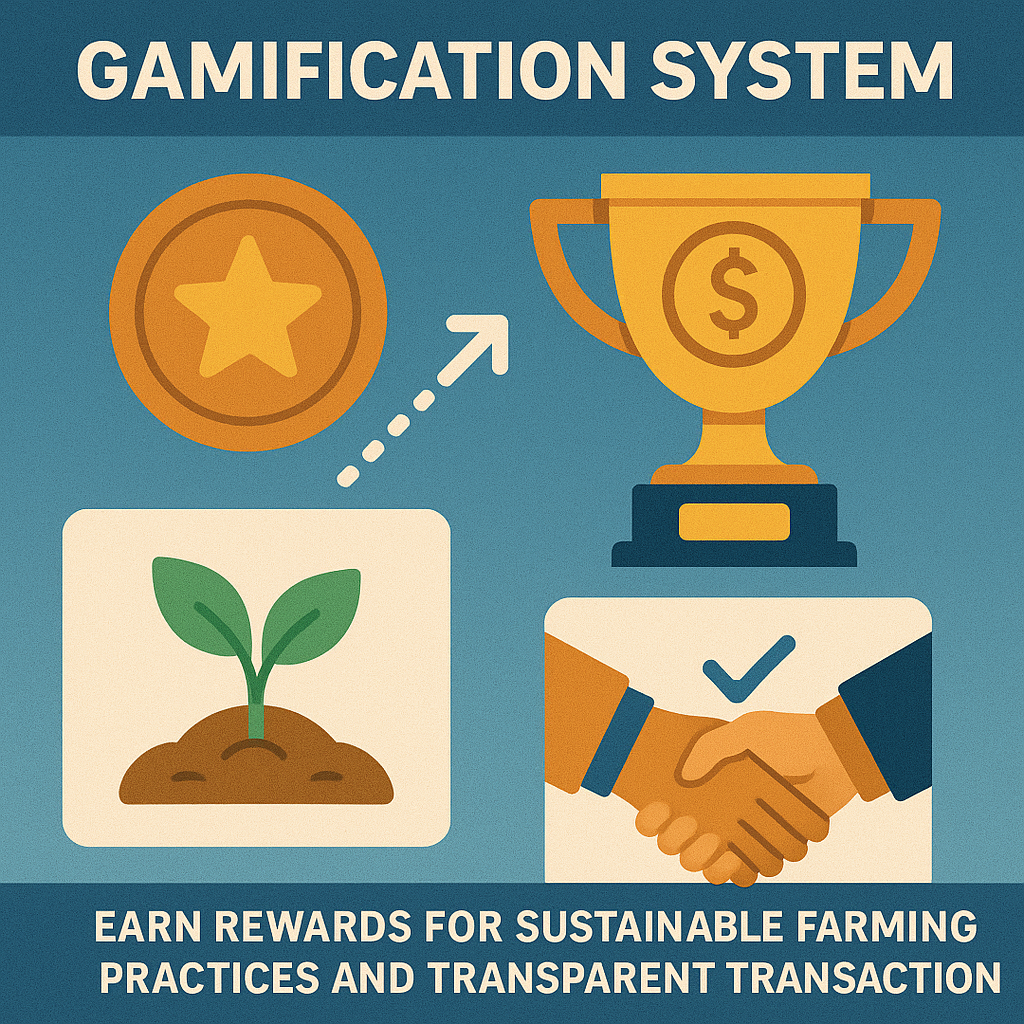 GAMIFICATION SYSTEM
$
EARN REWARDS FOR SUSTAINABLE FARMING
PRACTICES AND TRANSPARENT TRANSACTION